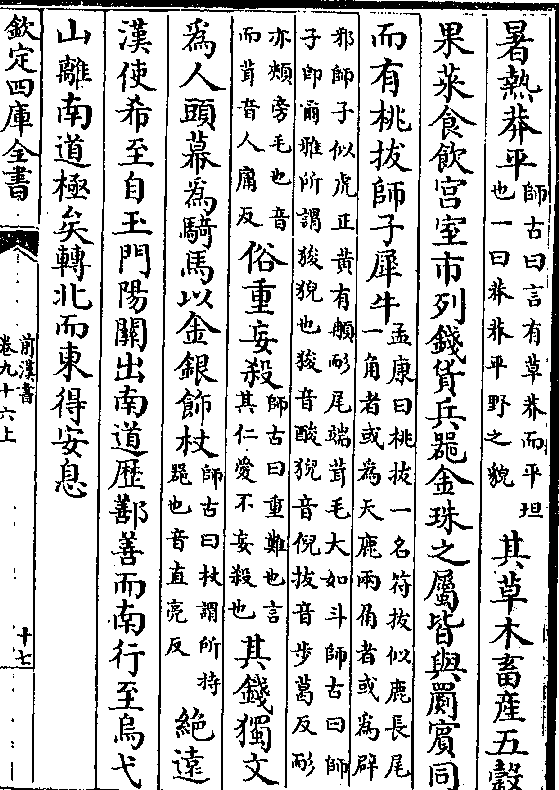 暑熱莽平師古曰言有草莽而平坦也一曰莽莽平野之貌其草木畜産五穀
果菜食飲宫室市列錢貨兵器金珠之屬皆與罽賓同
而有桃拔師子犀牛孟康曰桃拔一名符拔似鹿長尾一角者或為天鹿兩角者或為辟
邪師子似虎正黄有䫇耏尾端茸毛大如斗師古曰師子即爾雅所謂狻猊也狻音酸猊音倪拔音步葛反耏
亦頰旁毛也音而茸音人庸反俗重妄殺師古曰重難也言其仁愛不妄殺也其錢獨文
為人頭幕為騎馬以金銀飾杖師古曰杖謂所持器也音直亮反絶遠
漢使希至自玉門陽關出南道歴鄯善而南行至烏弋
山離南道極矣轉北而東得安息
欽定四庫全書
前漢書
卷九十六上
十七